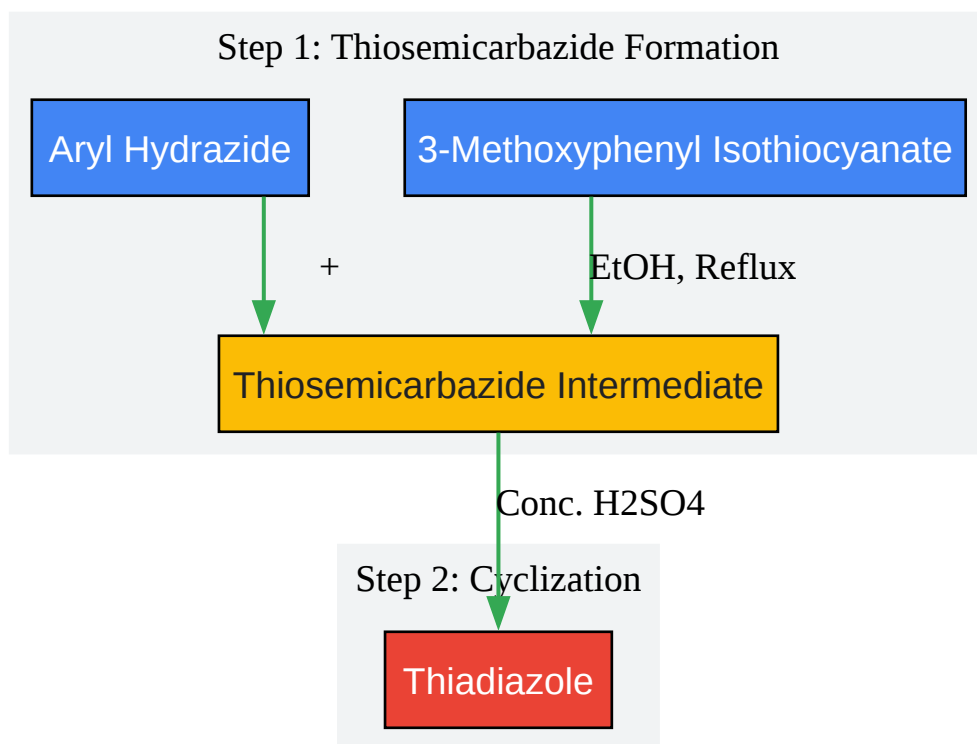 Step 1: Thiosemicarbazide Formation
Aryl Hydrazide
3-Methoxyphenyl Isothiocyanate
+
EtOH, Reflux
Thiosemicarbazide Intermediate
Conc. H2SO4
Step 2: Cyclization
Thiadiazole